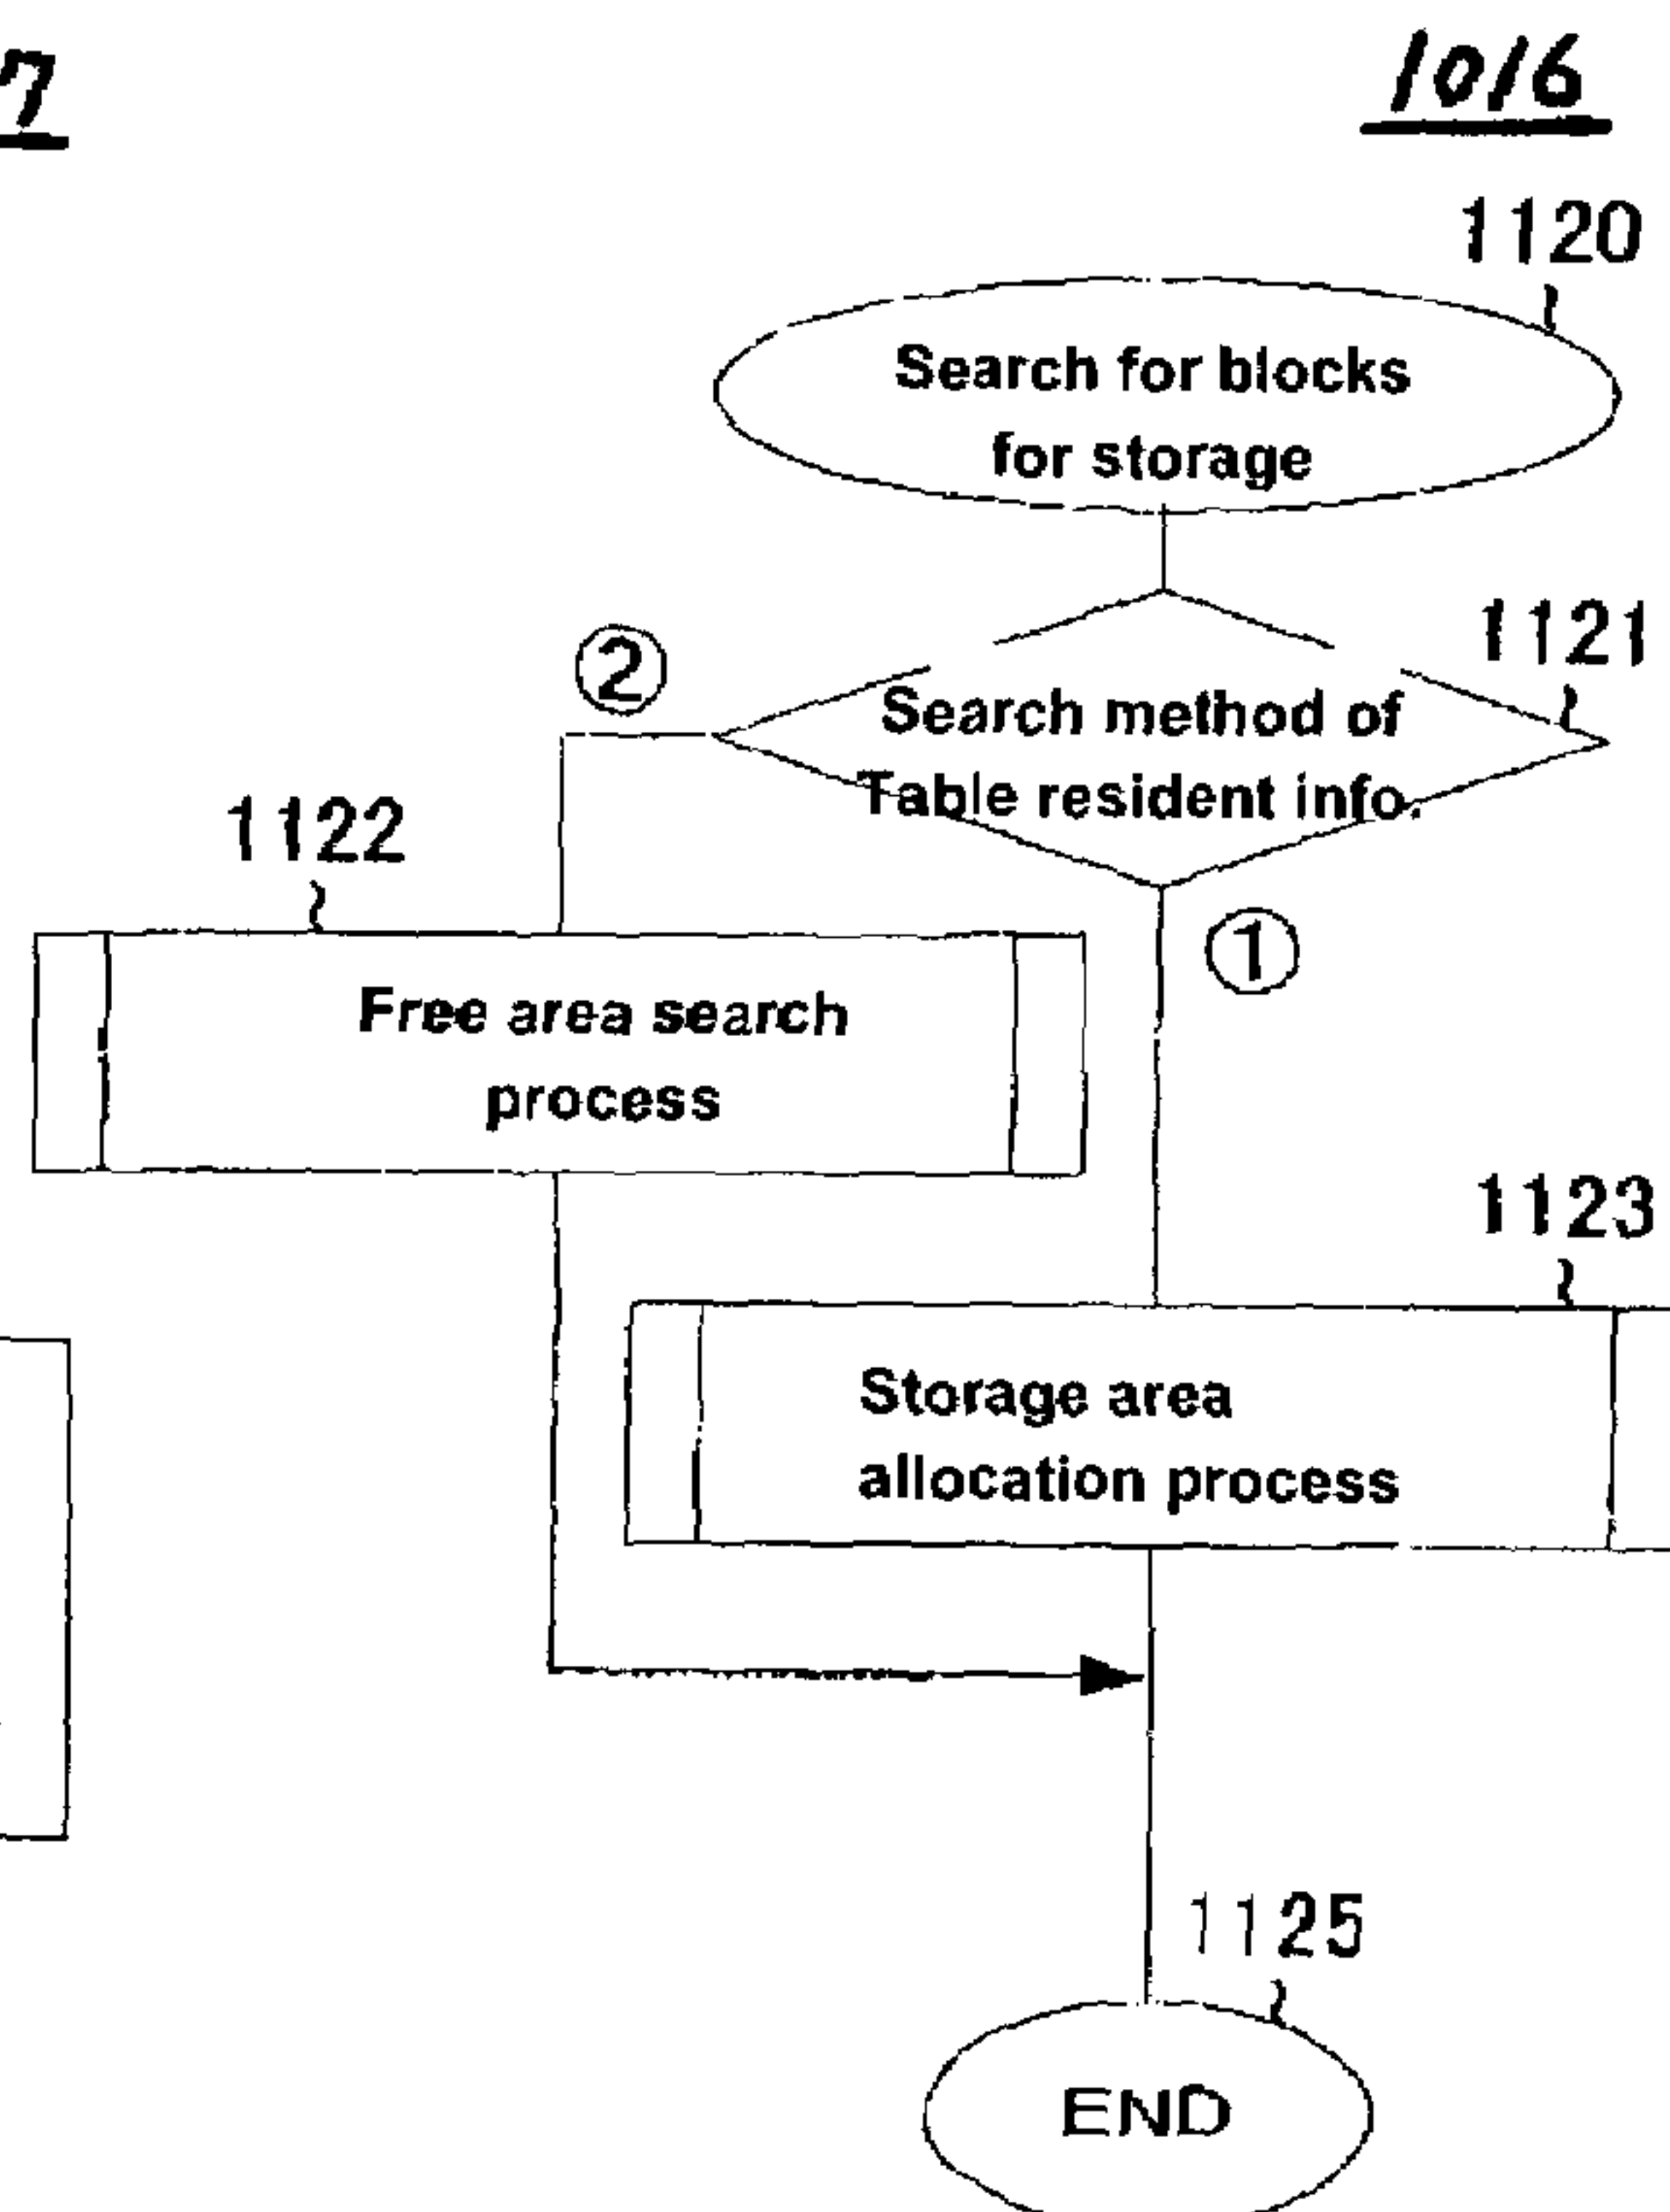 7
1016
1120
Search for blocks
for storage
1121
②
Search method of
Table resident info.
1122
①
Free area search
process
1123
Storage area
allocation process
1125
END